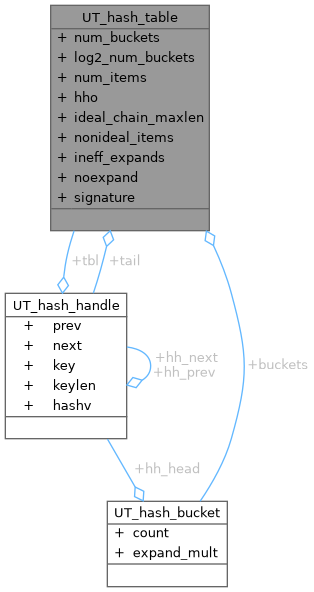 UT_hash_table
+ num_buckets
+ log2_num_buckets
+ num_items
+ hho
+ ideal_chain_maxlen
+ nonideal_items
+ ineff_expands
+ noexpand
+ signature
+tbl
+tail
UT_hash_handle
+ prev
+ next
+ key
+ keylen
+ hashv
+hh_next
+hh_prev
+buckets
+hh_head
UT_hash_bucket
+ count
+ expand_mult